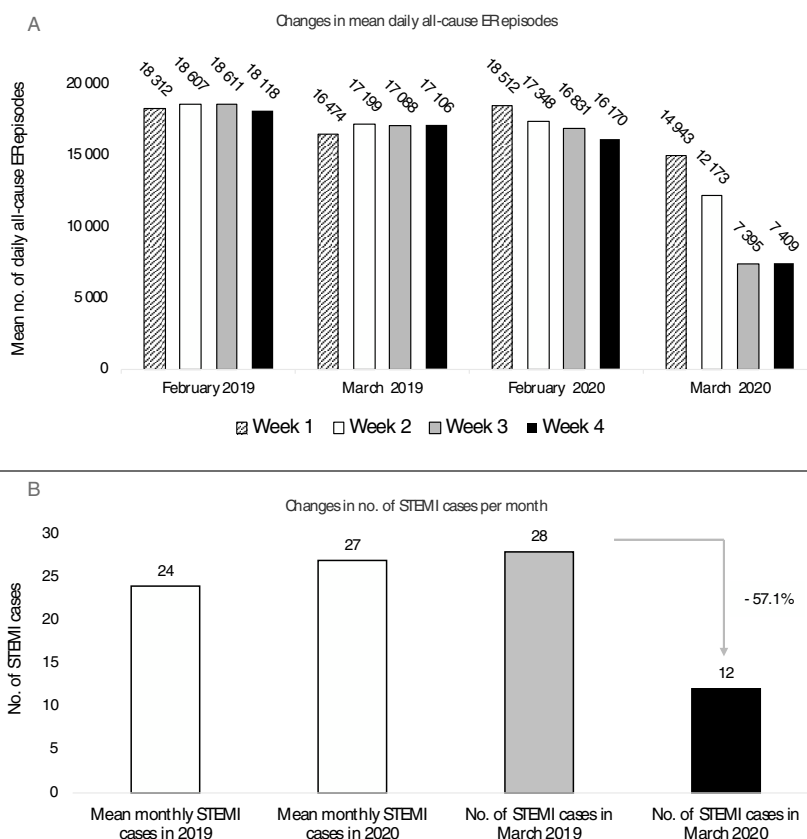 A
Changes in mean daily all-cause ER episodes
Mean no. of daily all-cause ER episodes
20 000
15 000
10 000
5 000
0
18 312
18 607
18 611
18 118
16 474
17 199
17 088
17 106
18 512
17 348
16 831
16 170
14 943
12 173
7 395
7 409
February 2019
March 2019
February 2020
March 2020
Week 1
Week 2
Week 3
Week 4
B
Changes in no. of STEMI cases per month
No. of STEMI cases
30
25
20
15
10
5
0
24
27
28
- 57.1%
12
Mean monthly STEMI
cases in 2019
Mean monthly STEMI
cases in 2020
No. of STEMI cases in
March 2019
No. of STEMI cases in
March 2020